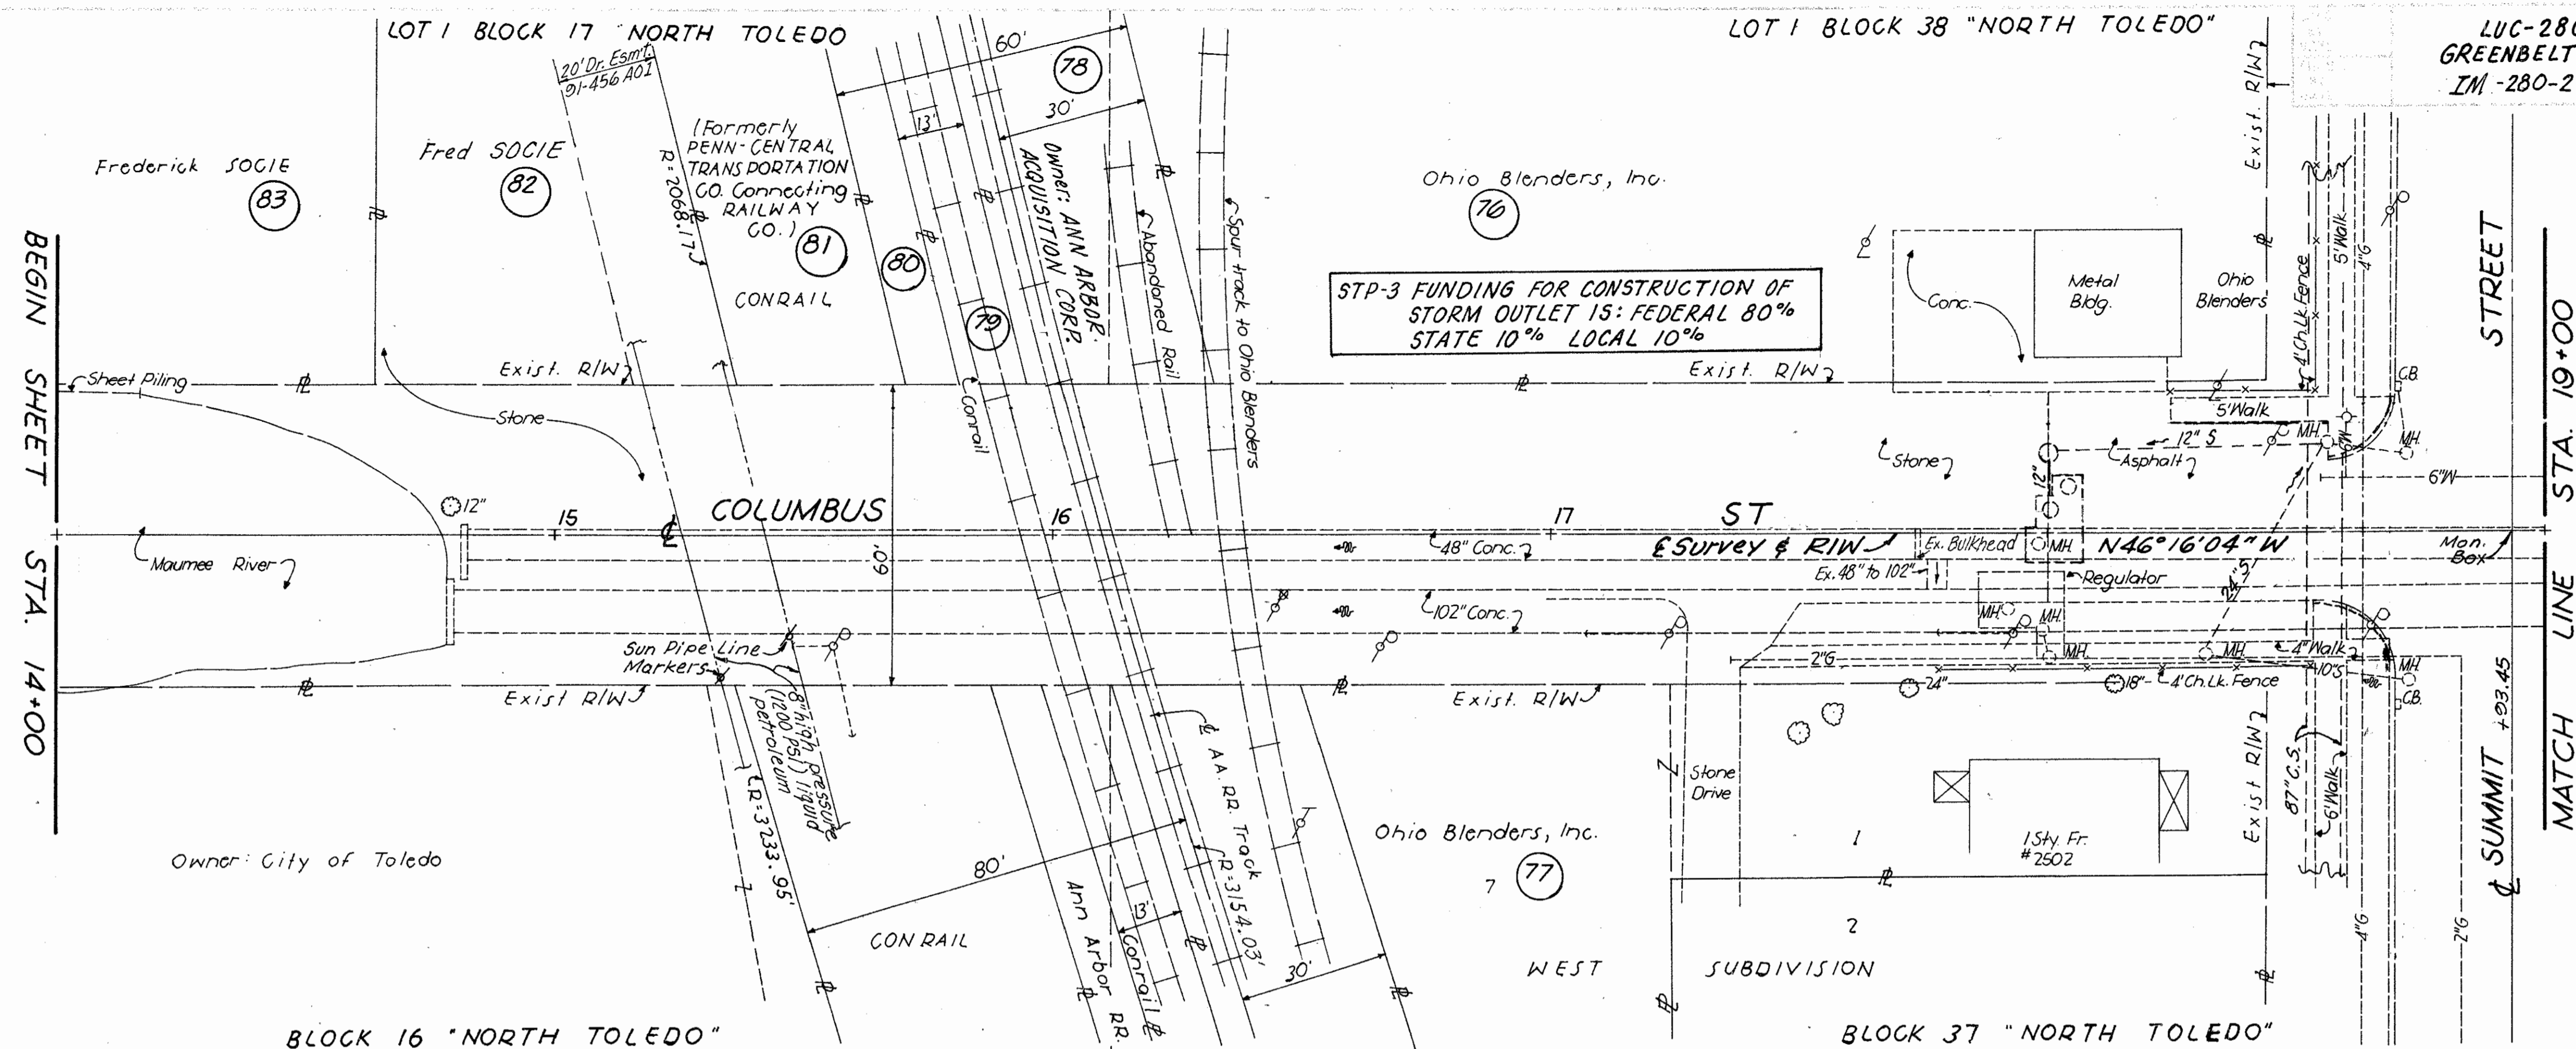 LOT 1 BLOCK 17 "NORTH TOLEDO
LOT 1 BLOCK 38 "NORTH TOLEDO"
LUC-280
GREENBELT
IM-280-2
20' Dr. Esm't.
91-456 A01
60'
78
30'
13'
Exist. R/W
(Formerly
PENN-CENTRAL
TRANSPORTATION
CO. Connecting
RAILWAY
CO.)
81
CONRAIL
R=2068.17'
Frederick SOCIE
83
Fred SOCIE
82
80
79
Owner: ANN ARBOR
ACQUISITION CORP.
Abandoned Rail
Spur track to Ohio Blenders
Conrail
Ohio Blenders, Inc.
76
STP-3 FUNDING FOR CONSTRUCTION OF
STORM OUTLET IS: FEDERAL 80%
STATE 10% LOCAL 10%
Conc.
Metal
Bldg.
Ohio
Blenders
4' Ch.Lk. Fence
5' Walk
4"G
STREET
BEGIN SHEET STA. 14+00
Sheet Piling
Exist. R/W
Exist. R/W
Stone
5' Walk
C.B.
12" S
MH.
6"W
MH.
Stone
Asphalt
12"
6"W
12"
15
COLUMBUS
16
17
ST
60'
Maumee River
48" Conc.
℄ Survey & R/W
Ex. Bulkhead
MH
N46°16'04"W
Mon.
Box
Ex. 48" to 102"
Regulator
102" Conc.
MH.
MH.
Sun Pipe Line
Markers
2"G
MH.
MH.
4' Walk
MH.
10"S
24"
18"
4' Ch.Lk. Fence
C.B.
Exist R/W
Exist. R/W
8" high pressure
(1200 PSI) liquid
petroleum
℄ R=3233.95'
℄ AA. RR. Track
R=3154.03'
Stone
Drive
Exist R/W
87" C.S.
6' Walk
℄ SUMMIT +93.45
MATCH LINE STA. 19+00
Owner: City of Toledo
80'
Ohio Blenders, Inc.
77
7
1
1 Sty. Fr.
#2502
Ann Arbor RR.
13'
Conrail ℄
CONRAIL
30'
2
4"G
2"G
WEST SUBDIVISION
BLOCK 16 "NORTH TOLEDO"
BLOCK 37 "NORTH TOLEDO"